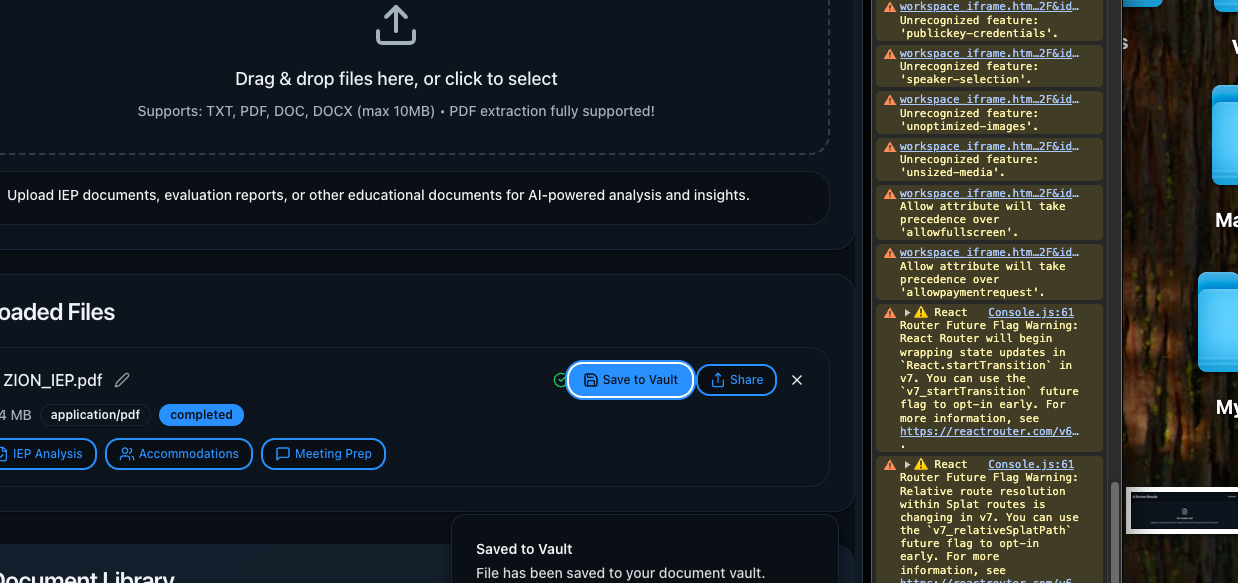 Drag & drop files here, or click to select
Supports: TXT, PDF, DOC, DOCX (max 10MB) • PDF extraction fully supported!
Upload IEP documents, evaluation reports, or other educational documents for AI-powered analysis and insights.
oaded Files
ZION_IEP.pdf
Save to Vault
Share
4 MB
application/pdf
completed
IEP Analysis
Accommodations
Meeting Prep
Document Library
Saved to Vault
File has been saved to your document vault.
workspace_iframe.htm…2F&id…
Unrecognized feature:
'publickey-credentials'.
workspace_iframe.htm…2F&id…
Unrecognized feature:
'speaker-selection'.
workspace_iframe.htm…2F&id…
Unrecognized feature:
'unoptimized-images'.
workspace_iframe.htm…2F&id…
Unrecognized feature:
'unsized-media'.
workspace_iframe.htm…2F&id…
Allow attribute will take
precedence over
'allowfullscreen'.
workspace_iframe.htm…2F&id…
Allow attribute will take
precedence over
'allowpaymentrequest'.
React Console.js:61
Router Future Flag Warning:
React Router will begin
wrapping state updates in
`React.startTransition` in
v7. You can use the
`v7_startTransition` future
flag to opt-in early. For
more information, see
https://reactrouter.com/v6…
.
React Console.js:61
Router Future Flag Warning:
Relative route resolution
within Splat routes is
changing in v7. You can use
the `v7_relativeSplatPath`
future flag to opt-in
early. For more
information, see
https://reactrouter.com/v6…
s
Ma
My